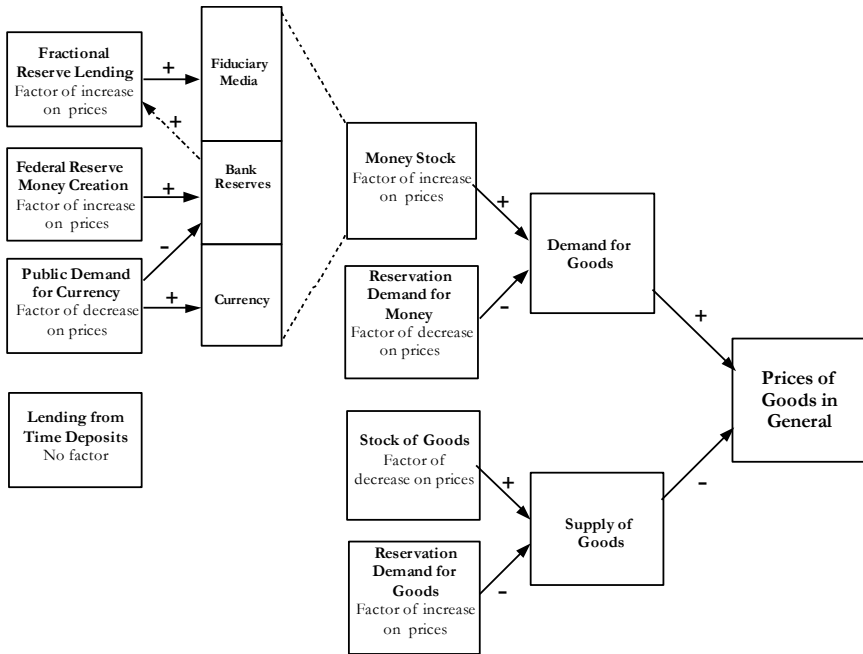 Fractional
Reserve Lending
Factor of increase
on prices
+
Fiduciary
Media
+
Federal Reserve
Money Creation
Factor of increase
on prices
+
Bank
Reserves
-
Public Demand
for Currency
Factor of decrease
on prices
+
Currency
Lending from
Time Deposits
No factor
Money Stock
Factor of increase
on prices
+
Reservation
Demand for
Money
Factor of decrease
on prices
-
Demand for
Goods
+
Stock of Goods
Factor of
decrease on prices
+
Reservation
Demand for
Goods
Factor of increase
on prices
-
Supply of
Goods
-
Prices of
Goods in
General